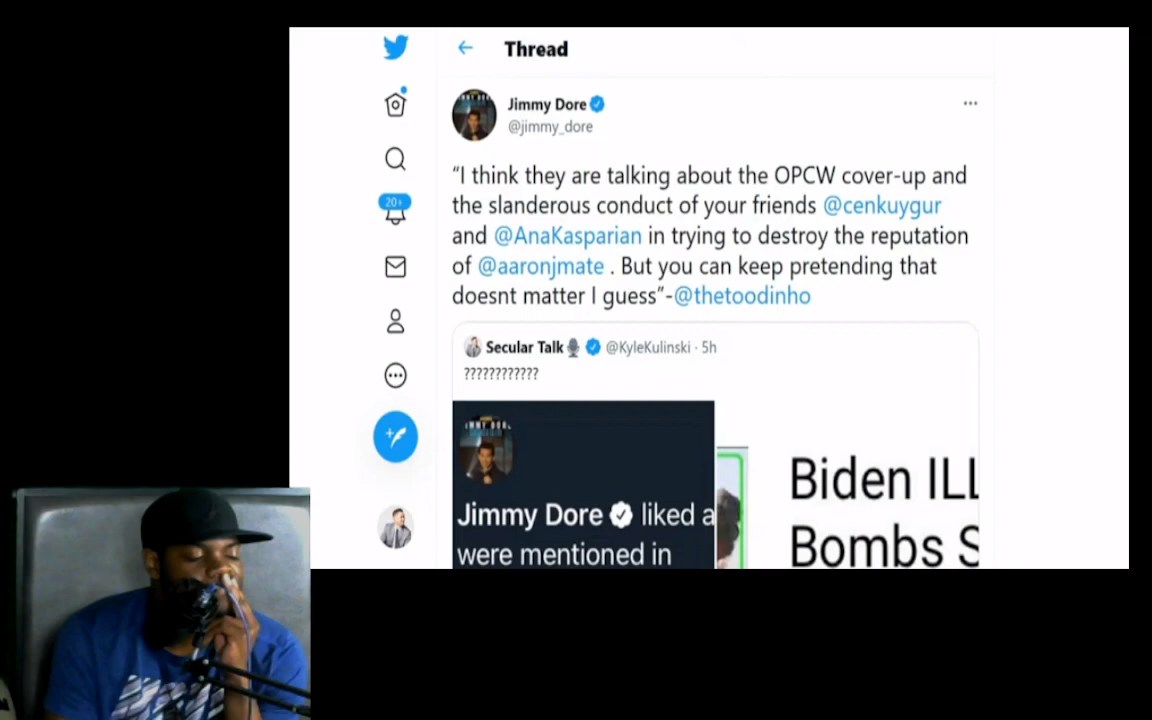 Thread
Jimmy Dore
@jimmy_dore
“I think they are talking about the OPCW cover-up and
the slanderous conduct of your friends @cenkuygur
and @AnaKasparian in trying to destroy the reputation
of @aaronjmate . But you can keep pretending that
doesnt matter I guess”-@thetoodinho
20+
Secular Talk @KyleKulinski · 5h
????????????
Jimmy Dore liked a
were mentioned in
Biden ILL
Bombs S